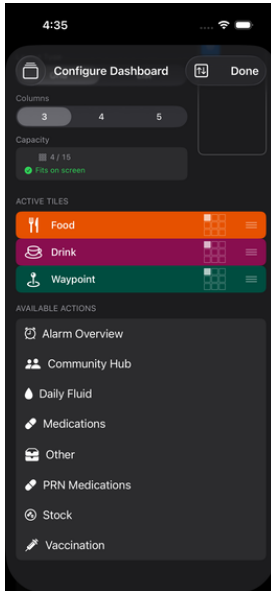 4:35
Configure Dashboard
Done
Columns
3 4 5
Capacity
4 / 15
Fits on screen
ACTIVE TILES
Food
Drink
Waypoint
AVAILABLE ACTIONS
Alarm Overview
Community Hub
Daily Fluid
Medications
Other
PRN Medications
Stock
Vaccination